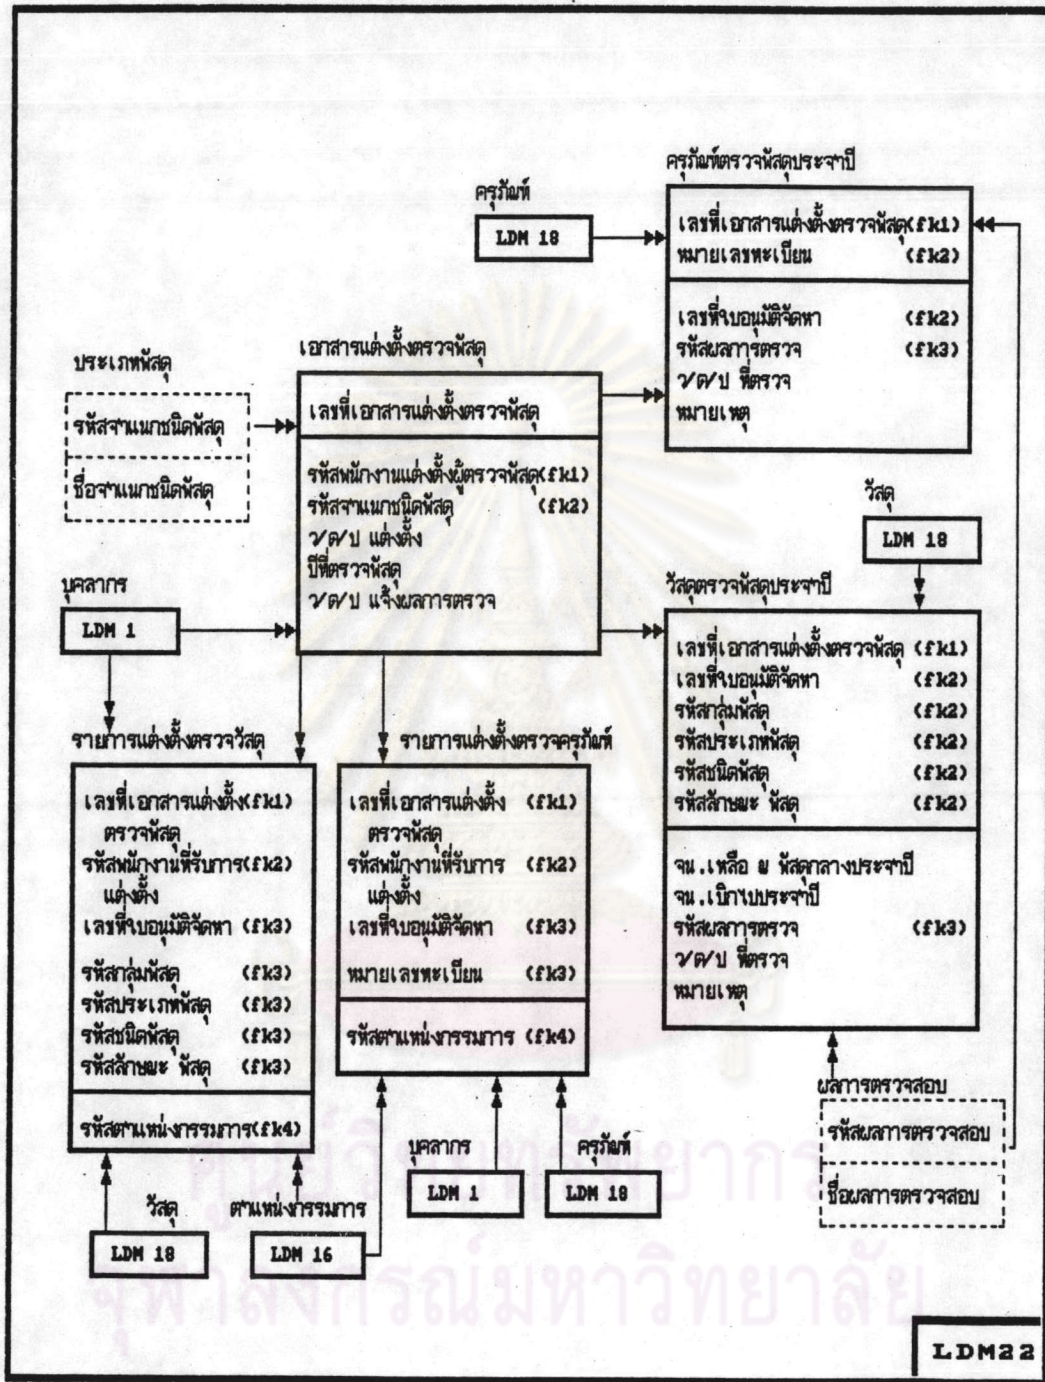 ครุภัณฑ์ตรวจพัสดุประจำปี
ครุภัณฑ์
LDM 18
เลขที่เอกสารแต่งตั้งตรวจพัสดุ(fk1)
หมายเลขทะเบียน (fk2)
เลขที่ใบอนุมัติจัดหา (fk2)
รหัสผลการตรวจ (fk3)
ว/ด/ป ที่ตรวจ
หมายเหตุ
ประเภทพัสดุ
รหัสจำแนกชนิดพัสดุ
ชื่อจำแนกชนิดพัสดุ
เอกสารแต่งตั้งตรวจพัสดุ
เลขที่เอกสารแต่งตั้งตรวจพัสดุ
รหัสพนักงานแต่งตั้งผู้ตรวจพัสดุ(fk1)
รหัสจำแนกชนิดพัสดุ (fk2)
ว/ด/ป แต่งตั้ง
ปีที่ตรวจพัสดุ
ว/ด/ป แจ้งผลการตรวจ
บุคลากร
LDM 1
วัสดุ
LDM 18
วัสดุตรวจพัสดุประจำปี
เลขที่เอกสารแต่งตั้งตรวจพัสดุ (fk1)
เลขที่ใบอนุมัติจัดหา (fk2)
รหัสกลุ่มพัสดุ (fk2)
รหัสประเภทพัสดุ (fk2)
รหัสชนิดพัสดุ (fk2)
รหัสลักษณะ พัสดุ (fk2)
จน.เหลือ ณ พัสดุกลางประจำปี
จน.เบิกไปประจำปี
รหัสผลการตรวจ (fk3)
ว/ด/ป ที่ตรวจ
หมายเหตุ
รายการแต่งตั้งตรวจวัสดุ
เลขที่เอกสารแต่งตั้ง(fk1)
ตรวจพัสดุ
รหัสพนักงานที่รับการ(fk2)
แต่งตั้ง
เลขที่ใบอนุมัติจัดหา (fk3)
รหัสกลุ่มพัสดุ (fk3)
รหัสประเภทพัสดุ (fk3)
รหัสชนิดพัสดุ (fk3)
รหัสลักษณะ พัสดุ (fk3)
รหัสตำแหน่งกรรมการ(fk4)
รายการแต่งตั้งตรวจครุภัณฑ์
เลขที่เอกสารแต่งตั้ง (fk1)
ตรวจพัสดุ
รหัสพนักงานที่รับการ (fk2)
แต่งตั้ง
เลขที่ใบอนุมัติจัดหา (fk3)
หมายเลขทะเบียน (fk3)
รหัสตำแหน่งกรรมการ (fk4)
ผลการตรวจสอบ
รหัสผลการตรวจสอบ
ชื่อผลการตรวจสอบ
บุคลากร
LDM 1
ครุภัณฑ์
LDM 18
วัสดุ
LDM 18
ตำแหน่งกรรมการ
LDM 16
ศูนย์วิทยทรัพยากร
จุฬาลงกรณ์มหาวิทยาลัย
LDM22